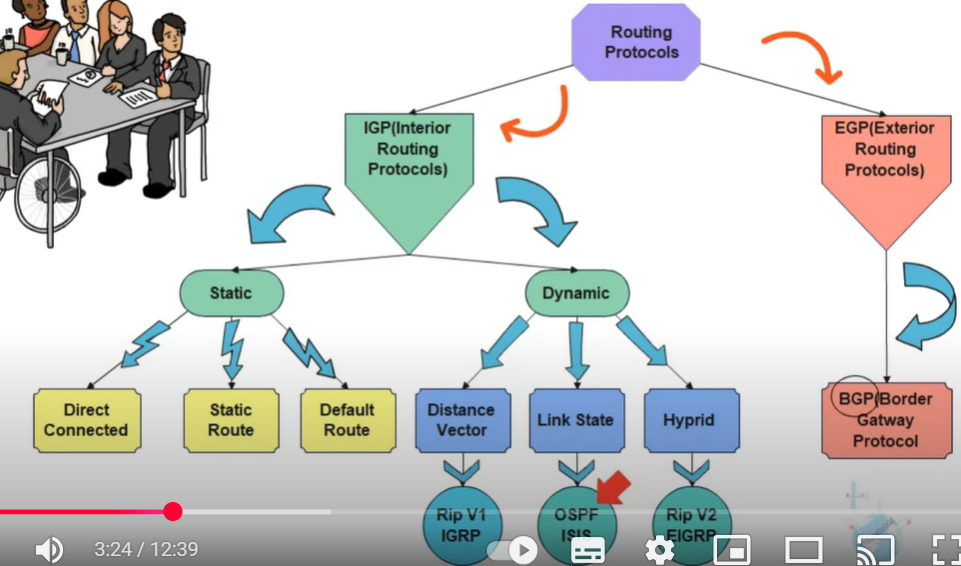 Routing
Protocols
IGP(Interior
Routing
Protocols)
EGP(Exterior
Routing
Protocols)
Static
Dynamic
Direct
Connected
Static
Route
Default
Route
Distance
Vector
Link State
Hyprid
BGP(Border
Gatway
Protocol
Rip V1
IGRP
OSPF
ISIS
Rip V2
EIGRP
3:24 / 12:39